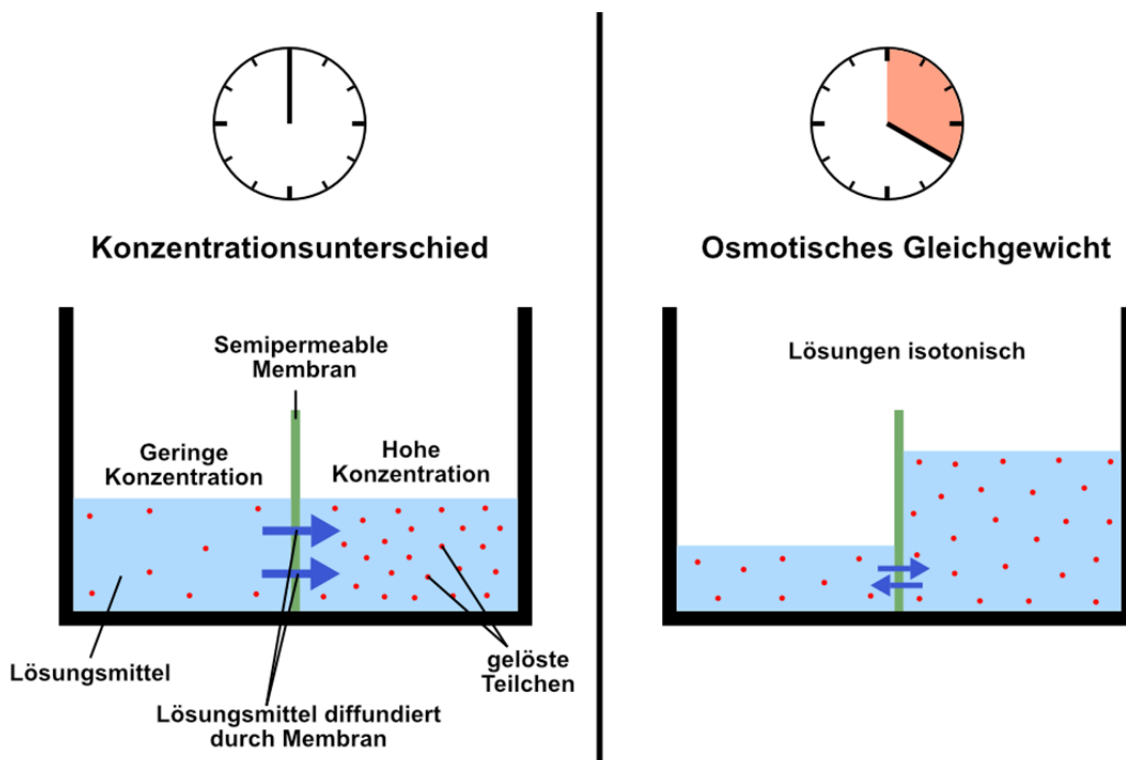 Konzentrationsunterschied
Semipermeable
Membran
Geringe
Konzentration
Hohe
Konzentration
Lösungsmittel
Lösungsmittel diffundiert
durch Membran
gelöste
Teilchen
Osmotisches Gleichgewicht
Lösungen isotonisch